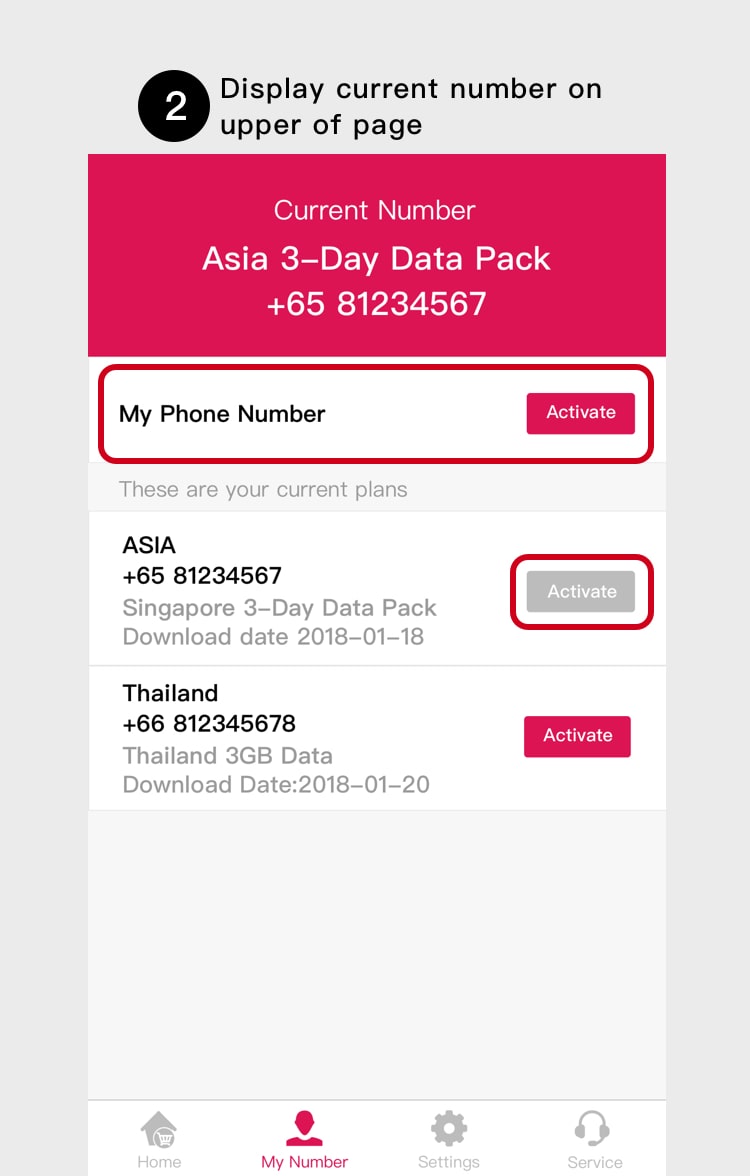 2
Display current number on
upper of page
Current Number
Asia 3–Day Data Pack
+65 81234567
My Phone Number
Activate
These are your current plans
ASIA
+65 81234567
Singapore 3–Day Data Pack
Download date 2018–01–18
Activate
Thailand
+66 812345678
Thailand 3GB Data
Download Date:2018–01–20
Activate
Home
My Number
Settings
Service